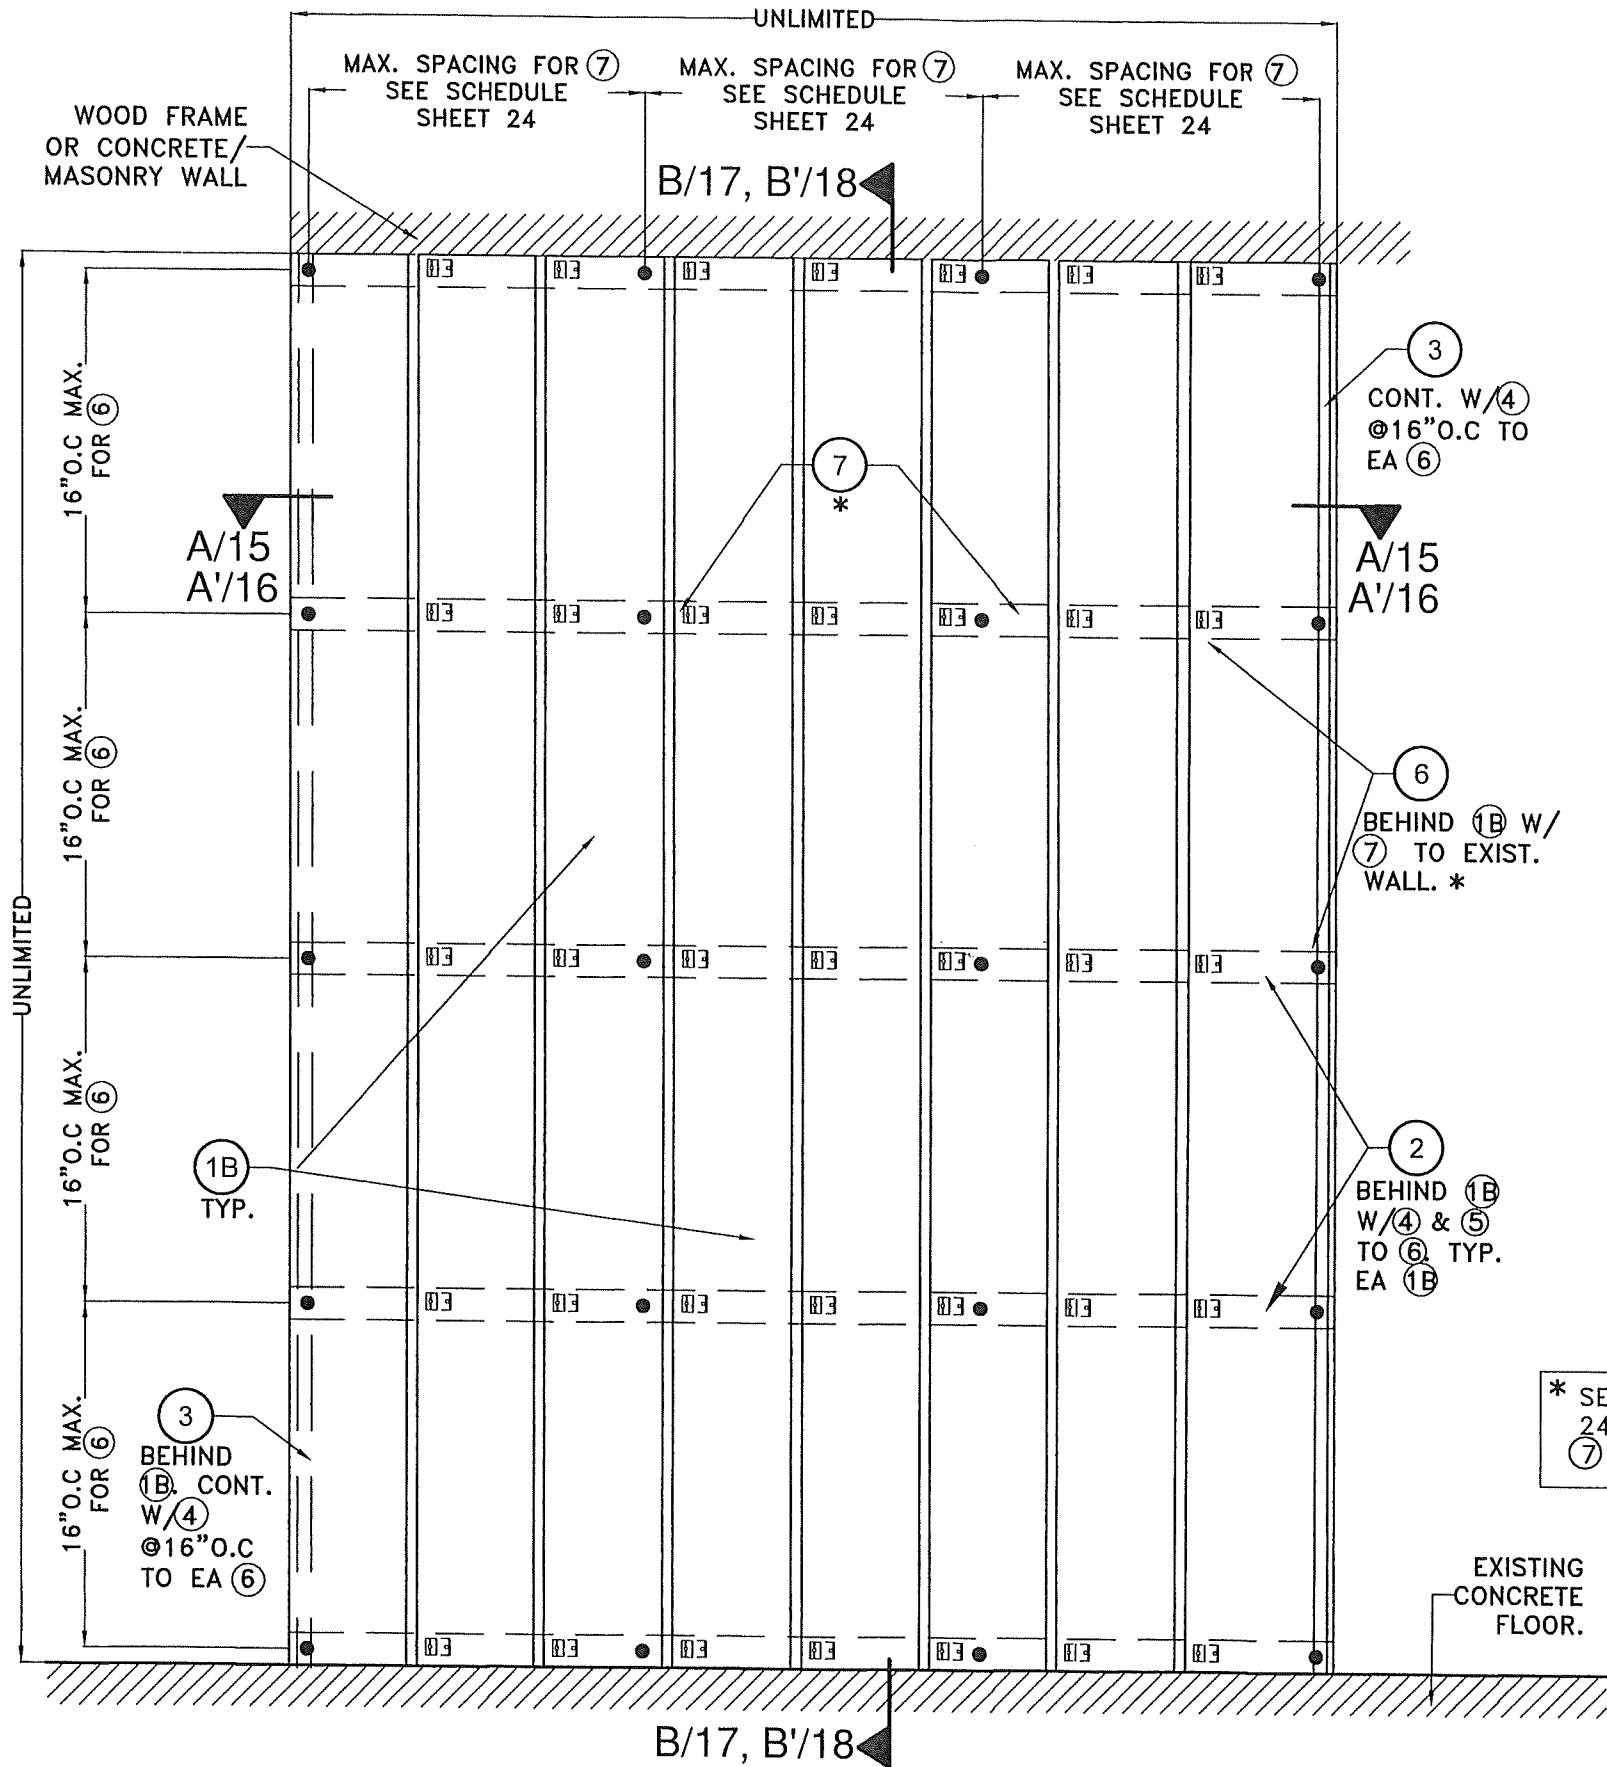 UNLIMITED
MAX. SPACING FOR 7
SEE SCHEDULE
SHEET 24
MAX. SPACING FOR 7
SEE SCHEDULE
SHEET 24
MAX. SPACING FOR 7
SEE SCHEDULE
SHEET 24
WOOD FRAME
OR CONCRETE/
MASONRY WALL
B/17, B'/18
3
CONT. W/4
@16"O.C TO
EA 6
16"O.C MAX.
FOR 6
7
*
A/15
A'/16
A/15
A'/16
16"O.C MAX.
FOR 6
6
BEHIND 1B W/
7 TO EXIST.
WALL. *
UNLIMITED
16"O.C MAX.
FOR 6
1B
TYP.
2
BEHIND 1B
W/4 & 5
TO 6. TYP.
EA 1B
16"O.C MAX.
FOR 6
3
BEHIND
1B. CONT.
W/4
@16"O.C
TO EA 6
* SE
24
7
EXISTING
CONCRETE
FLOOR.
B/17, B'/18